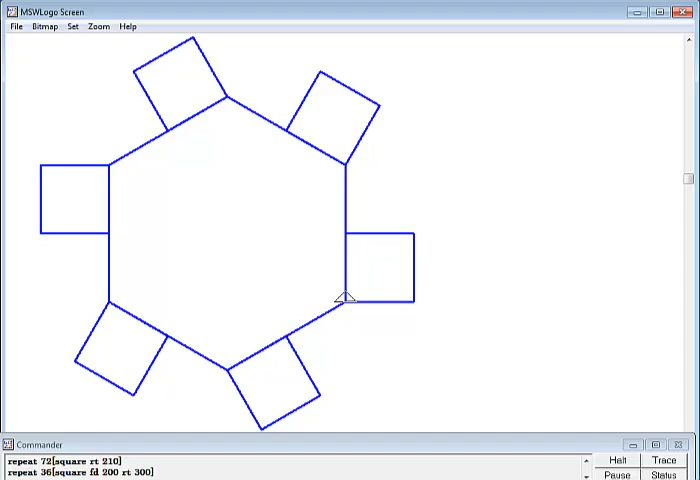 MSWLogo Screen
File Bitmap Set Zoom Help
Commander
repeat 72[square rt 210]
repeat 36[square fd 200 rt 300]
Halt Trace
Pause Status